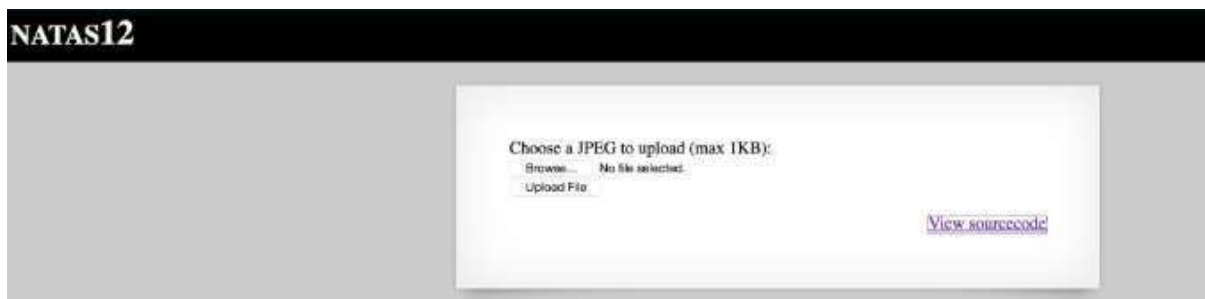 NATAS12
Choose a JPEG to upload (max 1KB):
Browse... No file selected.
Upload File
View sourcecode